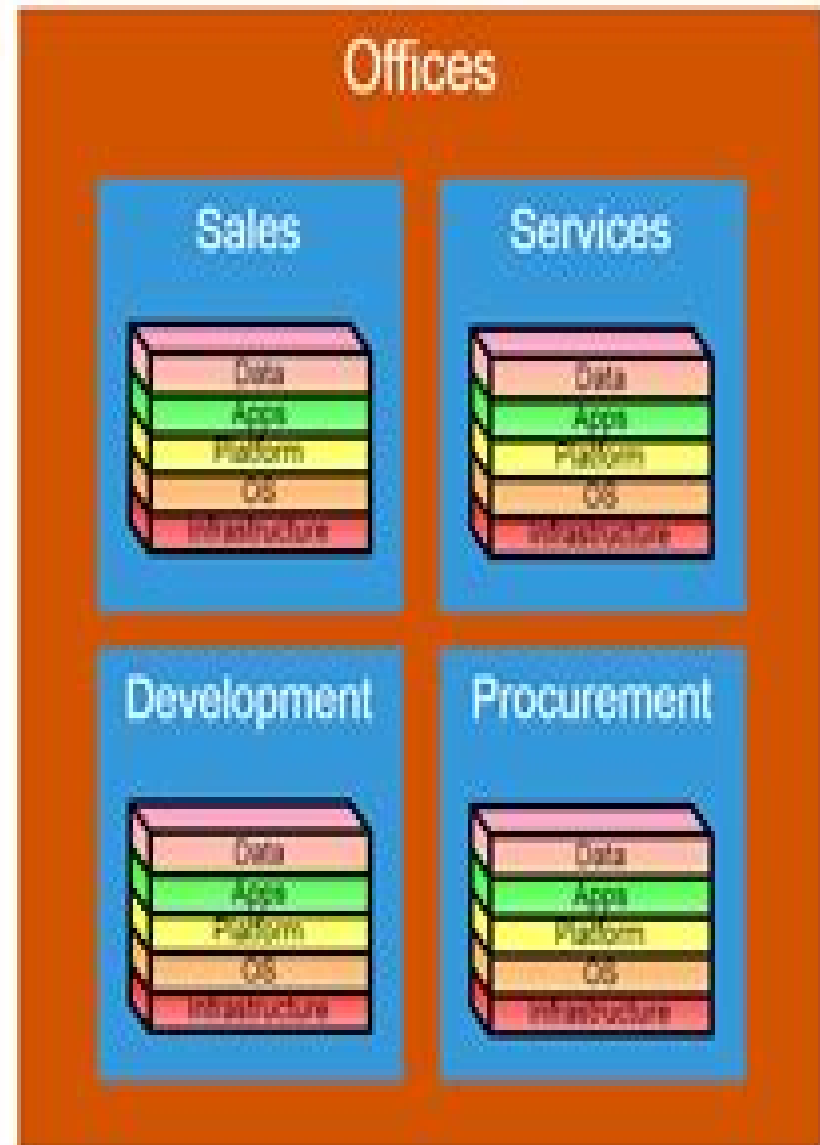 Offices
Sales
Data
Apps
Platform
OS
Infrastructure
Services
Data
Apps
Platform
OS
Infrastructure
Development
Data
Apps
Platform
OS
Infrastructure
Procurement
Data
Apps
Platform
OS
Infrastructure